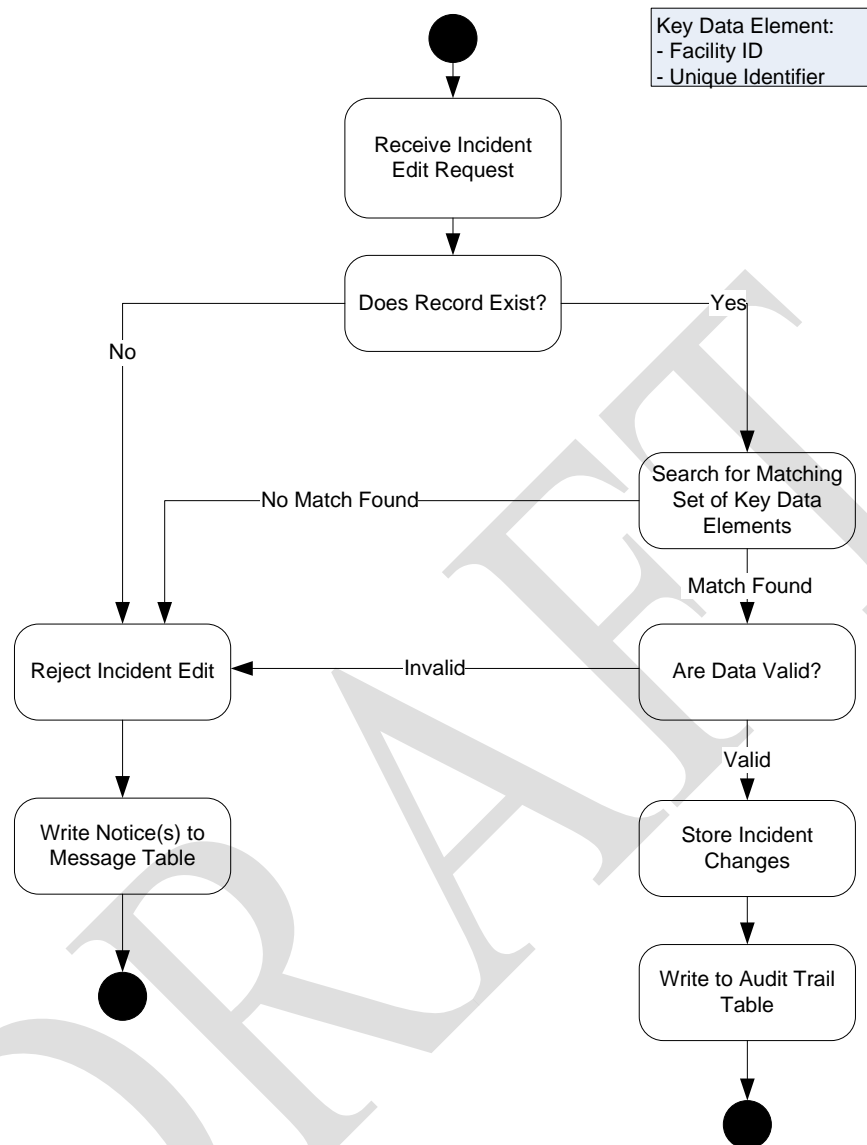 Key Data Element:
- Facility ID
- Unique Identifier
Receive Incident
Edit Request
Does Record Exist?
Yes
No
Search for Matching
Set of Key Data
Elements
No Match Found
Match Found
Reject Incident Edit
Invalid
Are Data Valid?
Valid
Write Notice(s) to
Message Table
Store Incident
Changes
Write to Audit Trail
Table
DRAFT